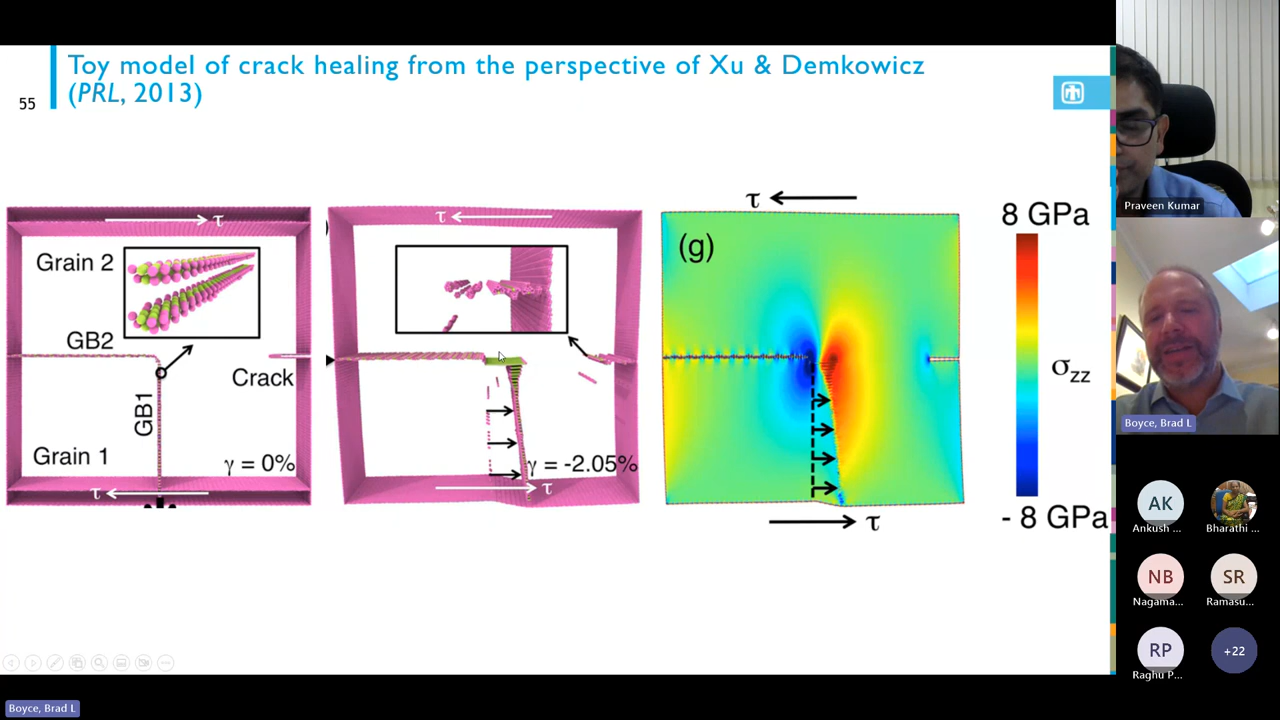 Toy model of crack healing from the perspective of Xu & Demkowicz
(PRL, 2013)
55
τ
Grain 2
GB2
Crack
GB1
Grain 1
γ = 0%
τ
τ
γ = -2.05%
τ
τ
(g)
τ
8 GPa
σzz
- 8 GPa
Praveen Kumar
Boyce, Brad L
AK
Ankush ...
Bharathi ...
NB
Nagama...
SR
Ramasu...
RP
Raghu P...
+22
Boyce, Brad L